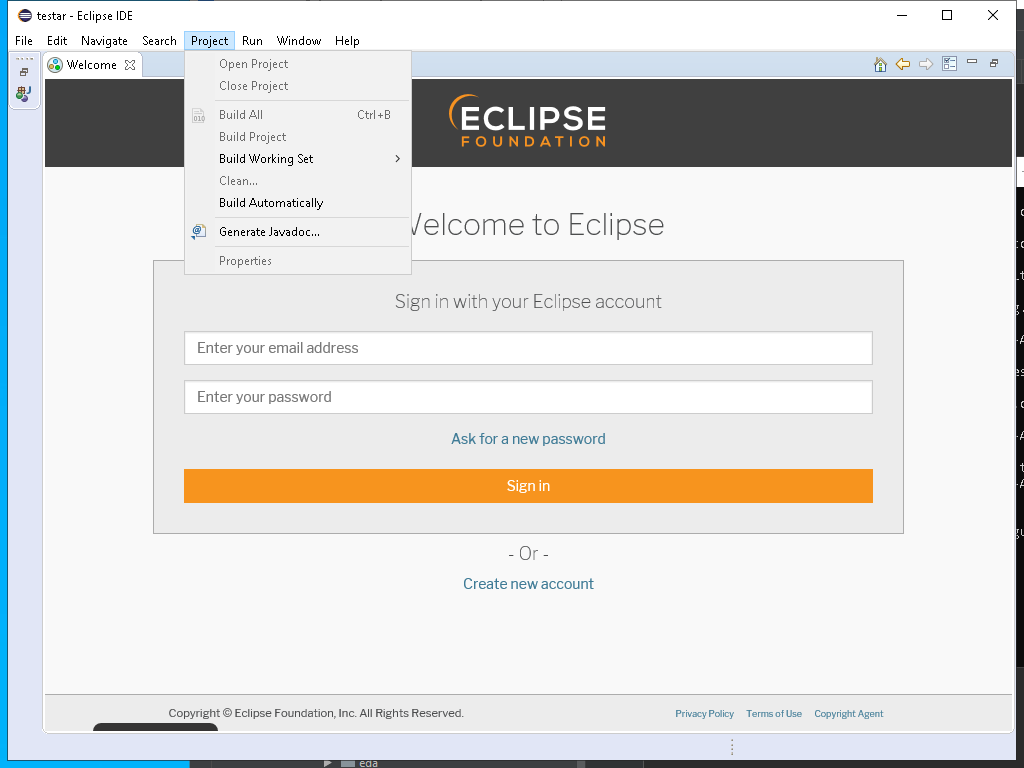 testar - Eclipse IDE
File Edit Navigate Search Project Run Window Help
Welcome
Open Project
Close Project
Build All Ctrl+B
Build Project
Build Working Set
Clean...
Build Automatically
Generate Javadoc...
Properties
ECLIPSE
FOUNDATION
Welcome to Eclipse
Sign in with your Eclipse account
Enter your email address
Enter your password
Ask for a new password
Sign in
- Or -
Create new account
Copyright © Eclipse Foundation, Inc. All Rights Reserved.
Privacy Policy Terms of Use Copyright Agent
eda